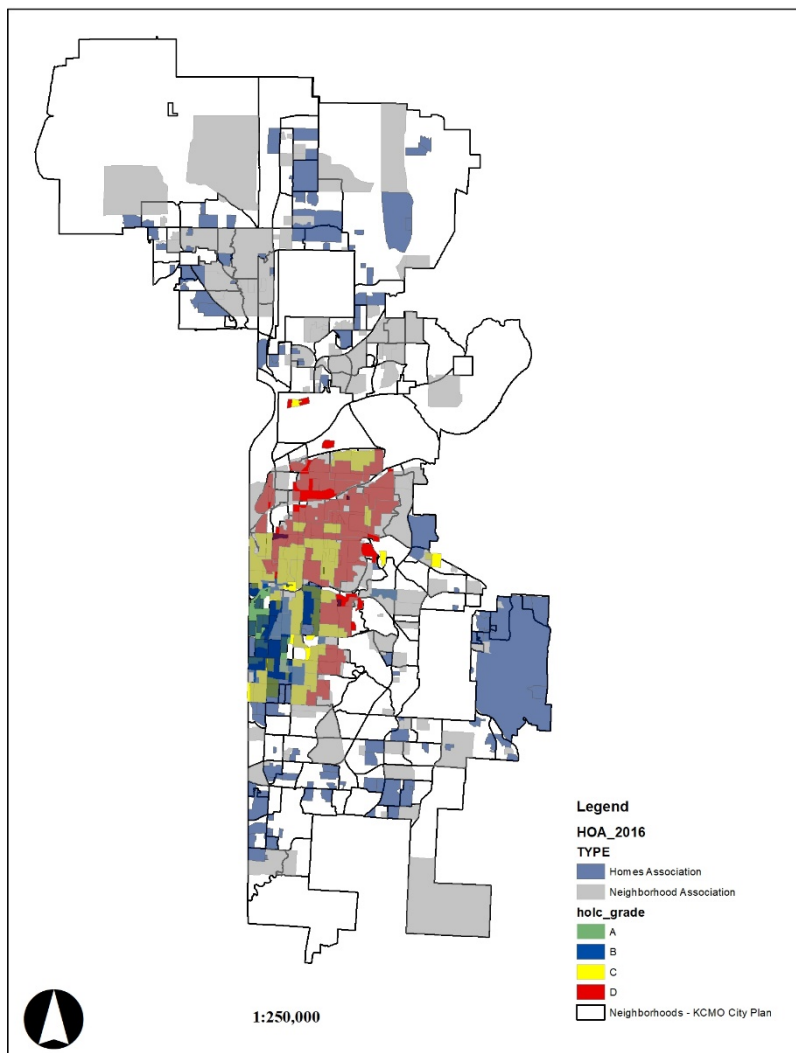 Legend
HOA_2016
TYPE
Homes Association
Neighborhood Association
holc_grade
A
B
C
D
Neighborhoods - KCMO City Plan
1:250,000